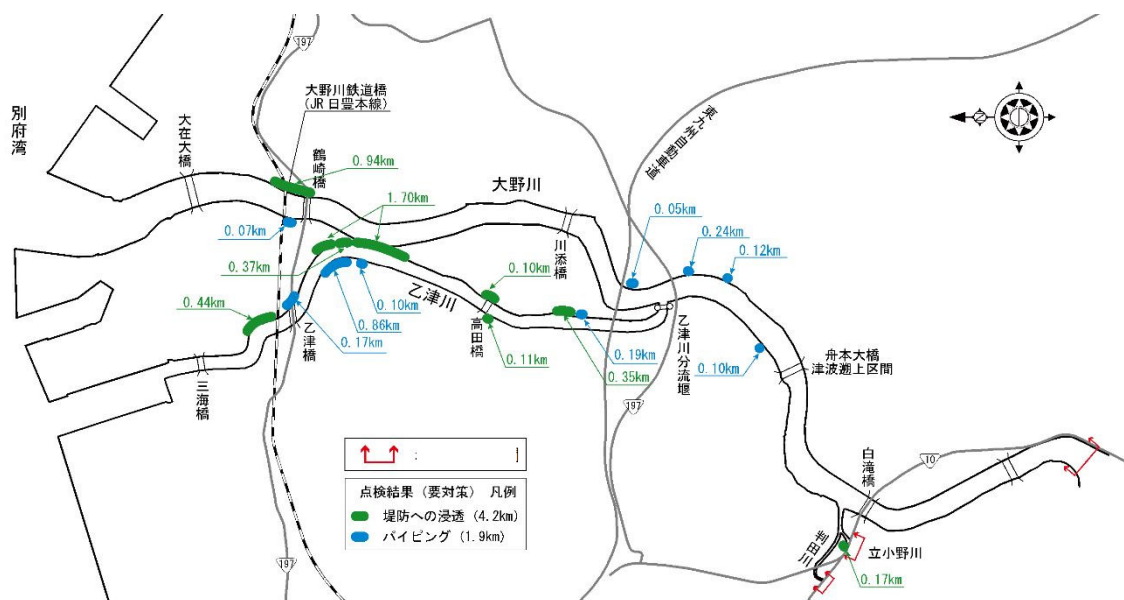 別府湾
大在大橋
大野川鉄道橋
(JR日豊本線)
鶴崎橋
197
0.94km
1.70km
0.07km
0.37km
0.44km
大野川
川添橋
東九州自動車道
0.05km
0.24km
0.12km
0.10km
乙津川
0.10km
0.86km
0.17km
乙津橋
三海橋
高田橋
0.11km
0.19km
0.35km
乙津川分流堰
197
0.10km
舟本大橋
津波遡上区間
白滝橋
10
判田川
立小野川
0.17km
197
:
点検結果(要対策) 凡例
堤防への浸透(4.2km)
パイピング(1.9km)